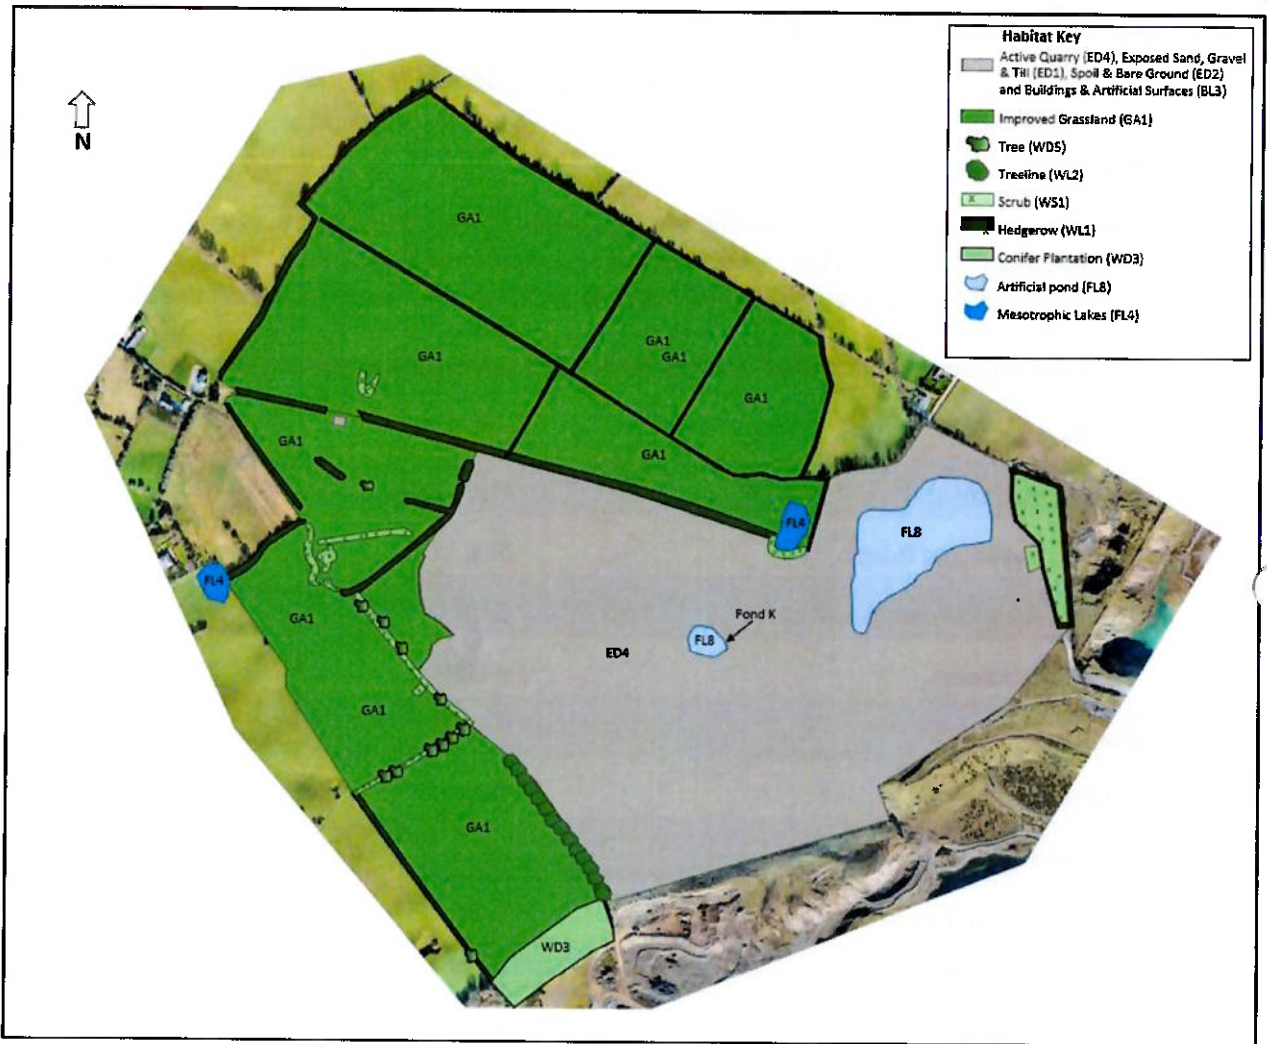 N
Habitat Key
Active Quarry (ED4), Exposed Sand, Gravel
& Till (ED1), Spoil & Bare Ground (ED2)
and Buildings & Artificial Surfaces (BL3)
Improved Grassland (GA1)
Tree (WD5)
Treeline (WL2)
x
Scrub (WS1)
Hedgerow (WL1)
Conifer Plantation (WD3)
Artificial pond (FL8)
Mesotrophic Lakes (FL4)
GA1
GA1
GA1
GA1
GA1
GA1
GA1
FL4
FL8
FL4
GA1
Pond K
FL8
ED4
GA1
GA1
WD3